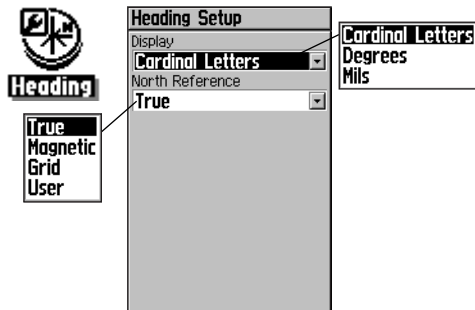 Heading
Heading Setup
Display
Cardinal Letters
North Reference
True
Cardinal Letters
Degrees
Mils
True
Magnetic
Grid
User